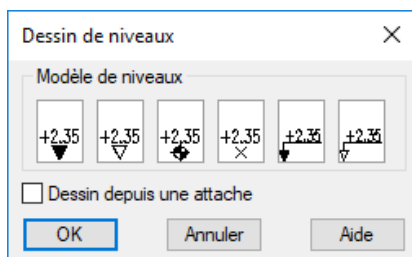 Dessin de niveaux
Modèle de niveaux
+2.35 +2.35 +2.35 +2.35 +2.35 +2.35
Dessin depuis une attache
OK Annuler Aide